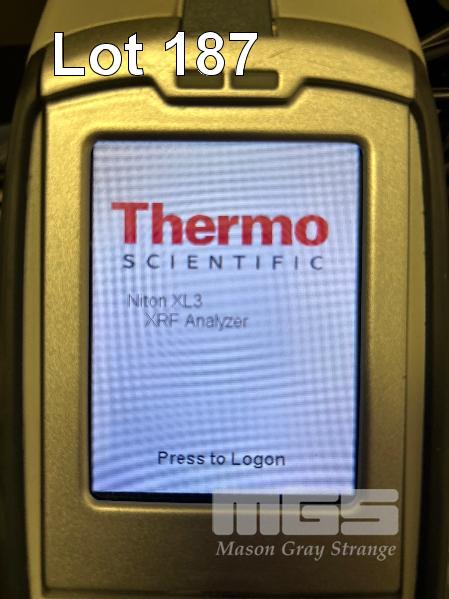 Lot 187
Thermo
SCIENTIFIC
Niton XL3
XRF Analyzer
Press to Logon
MGS
Mason Gray Strange